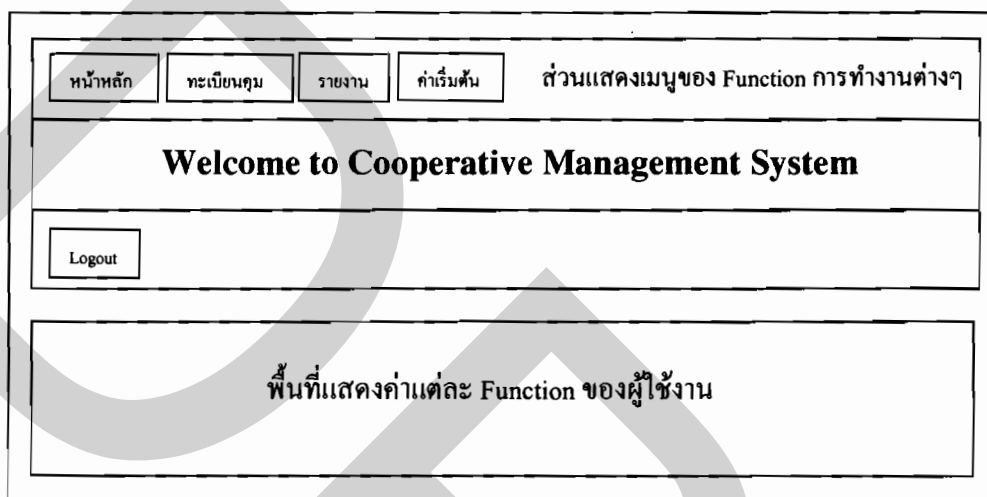 หน้าหลัก ทะเบียนคุม รายงาน ค่าเริ่มต้น ส่วนแสดงเมนูของ Function การทำงานต่างๆ
Welcome to Cooperative Management System
Logout
พื้นที่แสดงค่าแต่ละ Function ของผู้ใช้งาน